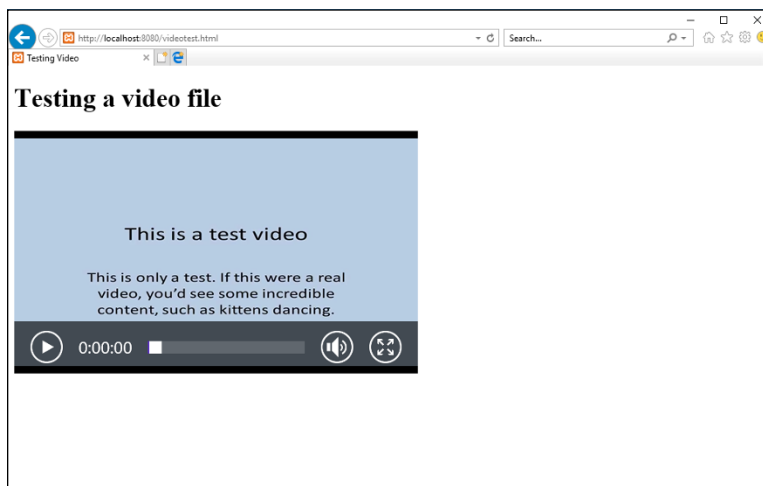 http://localhost:8080/videotest.html
Search...
Testing Video
Testing a video file
This is a test video
This is only a test. If this were a real
video, you’d see some incredible
content, such as kittens dancing.
0:00:00